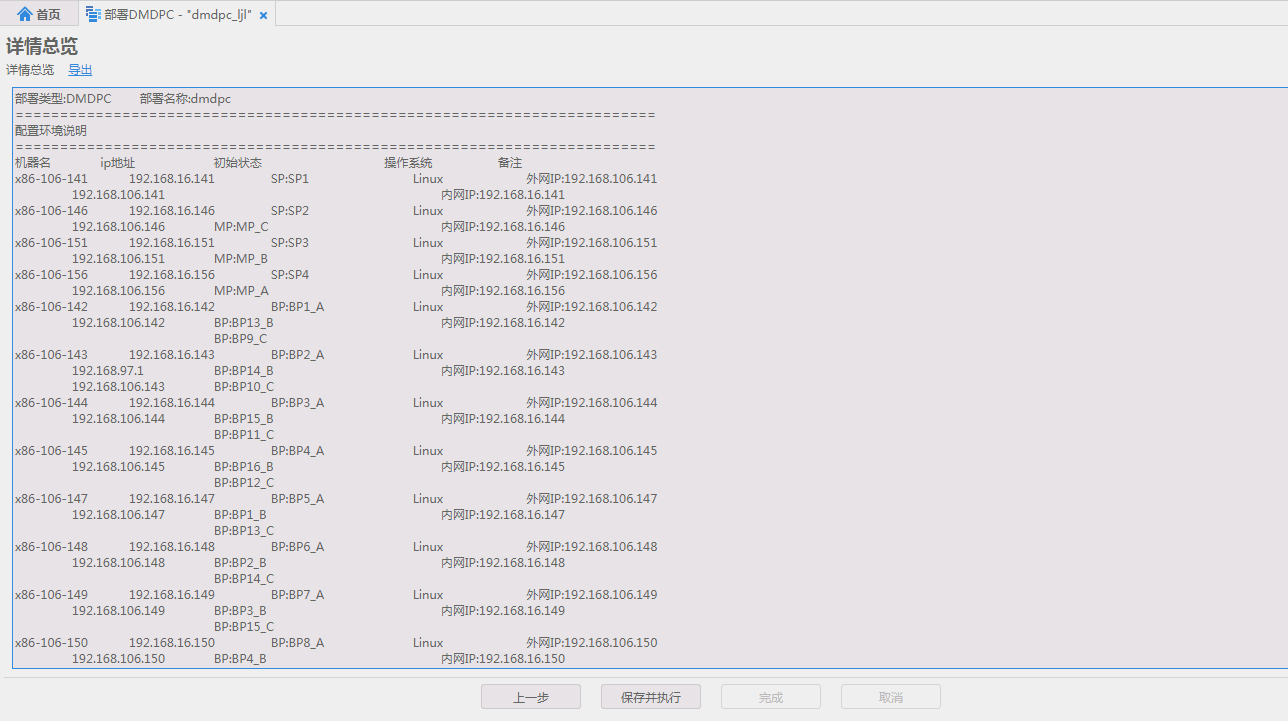 首页 部署DMDPC - "dmdpc_ljl"
详情总览
详情总览 导出
部署类型:DMDPC 部署名称:dmdpc
========================================================================
配置环境说明
========================================================================
机器名 ip地址 初始状态 操作系统 备注
x86-106-141 192.168.16.141 SP:SP1 Linux 外网IP:192.168.106.141
192.168.106.141 内网IP:192.168.16.141
x86-106-146 192.168.16.146 SP:SP2 Linux 外网IP:192.168.106.146
192.168.106.146 MP:MP_C 内网IP:192.168.16.146
x86-106-151 192.168.16.151 SP:SP3 Linux 外网IP:192.168.106.151
192.168.106.151 MP:MP_B 内网IP:192.168.16.151
x86-106-156 192.168.16.156 SP:SP4 Linux 外网IP:192.168.106.156
192.168.106.156 MP:MP_A 内网IP:192.168.16.156
x86-106-142 192.168.16.142 BP:BP1_A Linux 外网IP:192.168.106.142
192.168.106.142 BP:BP13_B 内网IP:192.168.16.142
BP:BP9_C
x86-106-143 192.168.16.143 BP:BP2_A Linux 外网IP:192.168.106.143
192.168.97.1 BP:BP14_B 内网IP:192.168.16.143
192.168.106.143 BP:BP10_C
x86-106-144 192.168.16.144 BP:BP3_A Linux 外网IP:192.168.106.144
192.168.106.144 BP:BP15_B 内网IP:192.168.16.144
BP:BP11_C
x86-106-145 192.168.16.145 BP:BP4_A Linux 外网IP:192.168.106.145
192.168.106.145 BP:BP16_B 内网IP:192.168.16.145
BP:BP12_C
x86-106-147 192.168.16.147 BP:BP5_A Linux 外网IP:192.168.106.147
192.168.106.147 BP:BP1_B 内网IP:192.168.16.147
BP:BP13_C
x86-106-148 192.168.16.148 BP:BP6_A Linux 外网IP:192.168.106.148
192.168.106.148 BP:BP2_B 内网IP:192.168.16.148
BP:BP14_C
x86-106-149 192.168.16.149 BP:BP7_A Linux 外网IP:192.168.106.149
192.168.106.149 BP:BP3_B 内网IP:192.168.16.149
BP:BP15_C
x86-106-150 192.168.16.150 BP:BP8_A Linux 外网IP:192.168.106.150
192.168.106.150 BP:BP4_B 内网IP:192.168.16.150
上一步 保存并执行 完成 取消